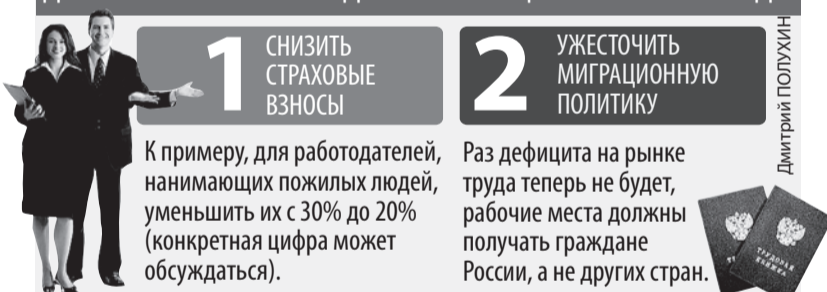 1
СНИЗИТЬ
СТРАХОВЫЕ
ВЗНОСЫ
К примеру, для работодателей,
нанимающих пожилых людей,
уменьшить их с 30% до 20%
(конкретная цифра может
обсуждаться).
2
УЖЕСТОЧИТЬ
МИГРАЦИОННУЮ
ПОЛИТИКУ
Раз дефицита на рынке
труда теперь не будет,
рабочие места должны
получать граждане
России, а не других стран.
ТРУДОВАЯ
КНИЖКА
Дмитрий ПОЛУХИН